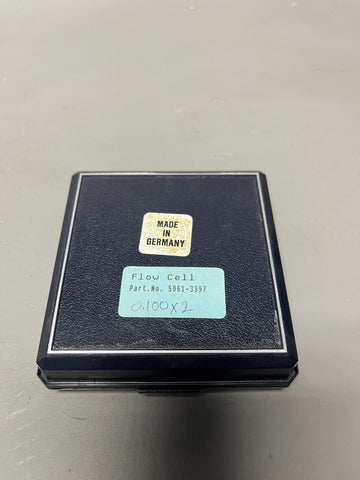 MADE
IN
GERMANY
Flow Cell
Part.No. 5061-3397
0.100x2